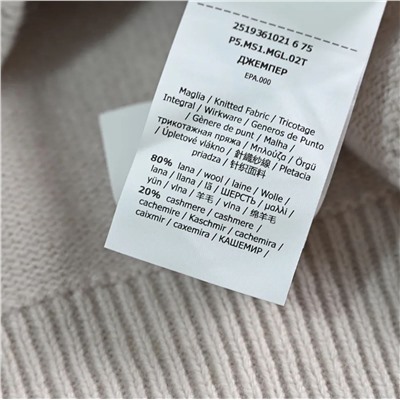 2519361021 6 75
P5.MS1.MGL.02T
ДЖЕМПЕР
EPA.000
Maglia / Knitted Fabric / Tricotage
Integral / Wirkware / Generos de Punto
/ Gènere de punt / Malha /
трикотажная пряжа / Μπλούζα / Örgü
/ Úpletové vlákno / 針織紗線 / Pletacia
priadza / 针织面料
80% lana / wool / laine / Wolle /
lana / llana / lã / ШЕРСТЬ / μαλλί /
yün / vlna / 羊毛 / vlna / 绵羊毛
20% cashmere / cashmere /
cachemire / Kaschmir / cachemira /
caixmir / caxemira / КАШЕМИР /